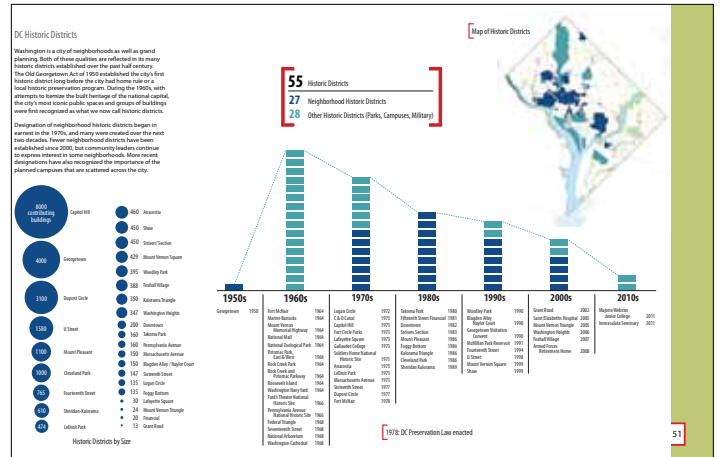 DC Historic Districts
Washington is a city of neighborhoods as well as grand
planning. Both of these qualities are reflected in its many
historic districts established over the past half century.
The Old Georgetown Act of 1950 established the city's first
historic district long before the city had home rule or a
local historic preservation program. During the 1960s, with
attempts to itemize the built heritage of the national capital,
the city's most iconic public spaces and groups of buildings
were first recognized as what we now call historic districts.
Designation of neighborhood historic districts began in
earnest in the 1970s, and many were created over the next
two decades. Fewer neighborhood districts have been
established since 2000, but community leaders continue
to express interest in some neighborhoods. More recent
designations have also recognized the importance of the
planned campuses that are scattered across the city.
Map of Historic Districts
55 Historic Districts
27 Neighborhood Historic Districts
28 Other Historic Districts (Parks, Campuses, Military)
8000
contributing
buildings
Capitol Hill
4000 Georgetown
3100 Dupont Circle
1580 U Street
1100 Mount Pleasant
1000 Cleveland Park
765 Fourteenth Street
610 Sheridan-Kalorama
474 LeDroit Park
460 Anacostia
450 Shaw
450 Strivers' Section
429 Mount Vernon Square
395 Woodley Park
388 Foxhall Village
350 Kalorama Triangle
347 Washington Heights
200 Downtown
160 Takoma Park
160 Pennsylvania Avenue
150 Massachusetts Avenue
150 Blagden Alley / Naylor Court
147 Sixteenth Street
135 Logan Circle
135 Foggy Bottom
30 Lafayette Square
24 Mount Vernon Triangle
20 Financial
13 Grant Road
Historic Districts by Size
1950s
Georgetown 1950
1960s
Fort McNair 1964
Marine Barracks 1964
Mount Vernon
Memorial Highway 1964
National Mall 1964
National Zoological Park 1964
Potomac Park,
East & West 1964
Rock Creek Park 1964
Rock Creek and
Potomac Parkway 1964
Roosevelt Island 1964
Washington Navy Yard 1964
Ford's Theater National
Historic Site 1966
Pennsylvania Avenue
National Historic Site 1966
Federal Triangle 1968
Seventeenth Street 1968
National Arboretum 1968
Washington Cathedral 1968
1970s
Logan Circle 1972
C & O Canal 1973
Capitol Hill 1973
Fort Circle Parks 1973
Lafayette Square 1973
Gallaudet College 1973
Soldiers Home National
Historic Site 1973
Anacostia 1973
LeDroit Park 1973
Massachusetts Avenue 1973
Sixteenth Street 1977
Dupont Circle 1977
Fort McNair 1978
1980s
Takoma Park 1980
Fifteenth Street Financial 1981
Downtown 1982
Strivers Section 1983
Mount Pleasant 1986
Foggy Bottom 1986
Kalorama Triangle 1986
Cleveland Park 1986
Sheridan-Kalorama 1989
1990s
Woodley Park 1990
Blagden Alley
Naylor Court 1990
Georgetown Visitation
Convent 1990
McMillan Park Reservoir 1991
Fourteenth Street 1994
U Street 1998
Mount Vernon Square 1999
Shaw 1999
2000s
Grant Road 2002
Saint Elizabeths Hospital 2005
Mount Vernon Triangle 2005
Washington Heights 2006
Foxhall Village 2007
Armed Forces
Retirement Home 2008
2010s
Marjorie Webster
Junior College 2011
Immaculata Seminary 2011
1978: DC Preservation Law enacted
51